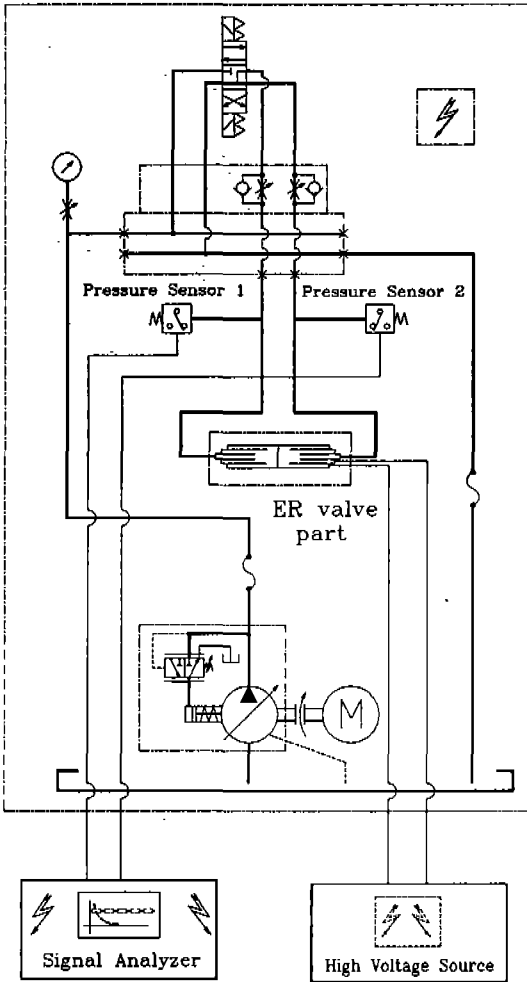 Pressure Sensor 1
Pressure Sensor 2
ER valve
part
M
Signal Analyzer
High Voltage Source